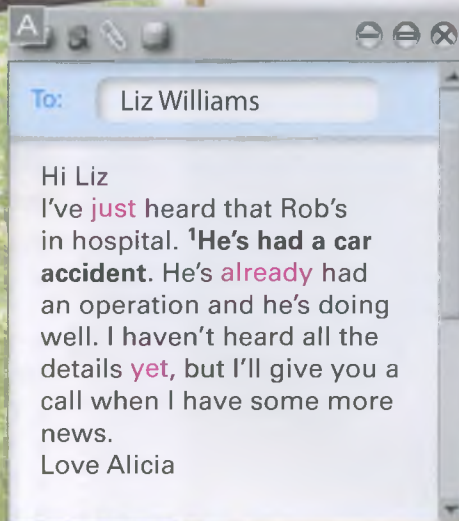 A
To: Liz Williams
Hi Liz
I've just heard that Rob's
in hospital. ¹He's had a car
accident. He's already had
an operation and he's doing
well. I haven't heard all the
details yet, but I'll give you a
call when I have some more
news.
Love Alicia